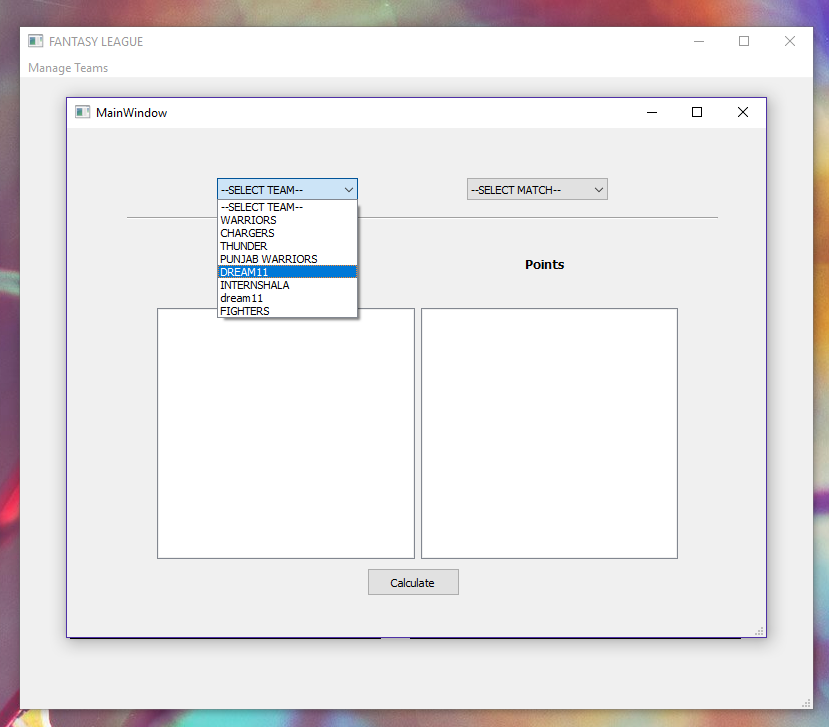 FANTASY LEAGUE
Manage Teams
MainWindow
--SELECT TEAM--
--SELECT MATCH--
--SELECT TEAM--
WARRIORS
CHARGERS
THUNDER
PUNJAB WARRIORS
DREAM11
INTERNSHALA
dream11
FIGHTERS
Points
Calculate